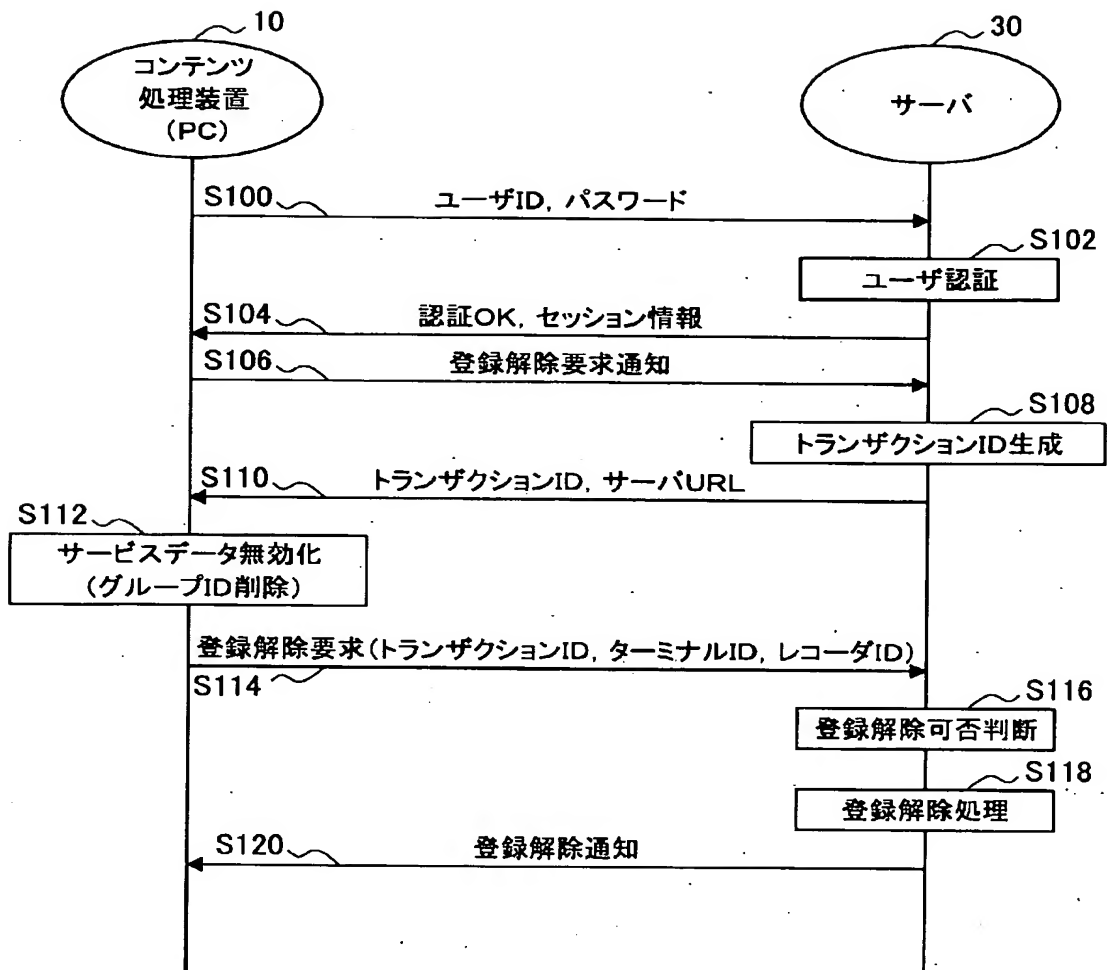 10
コンテンツ
処理装置
(PC)
30
サーバ
S100
ユーザID, パスワード
S102
ユーザ認証
S104
認証OK, セッション情報
S106
登録解除要求通知
S108
トランザクションID生成
S110
トランザクションID, サーバURL
S112
サービスデータ無効化
(グループID削除)
登録解除要求(トランザクションID, ターミナルID, レコーダID)
S114
S116
登録解除可否判断
S118
登録解除処理
S120
登録解除通知